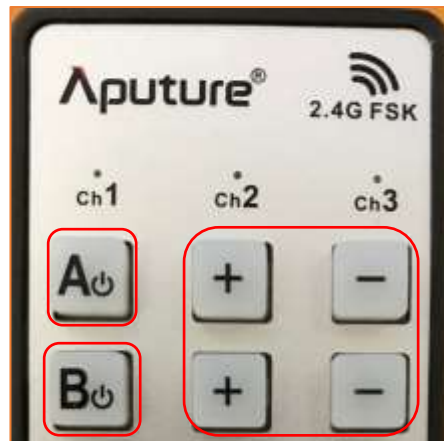 Aputure®
2.4G FSK
Ch1 Ch2 Ch3
A + −
B + −